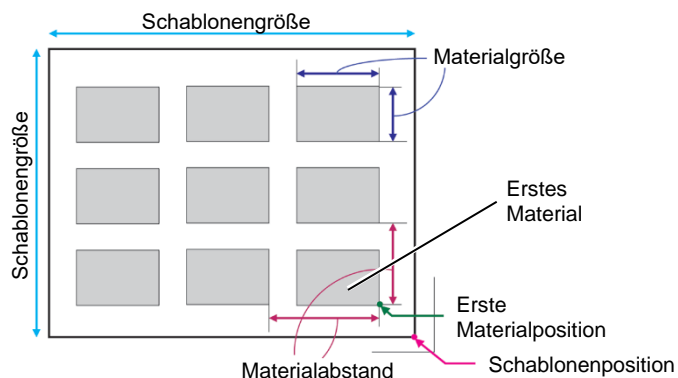 Schablonengröße
Materialgröße
Schablonengröße
Erstes
Material
Erste
Materialposition
Materialabstand
Schablonenposition